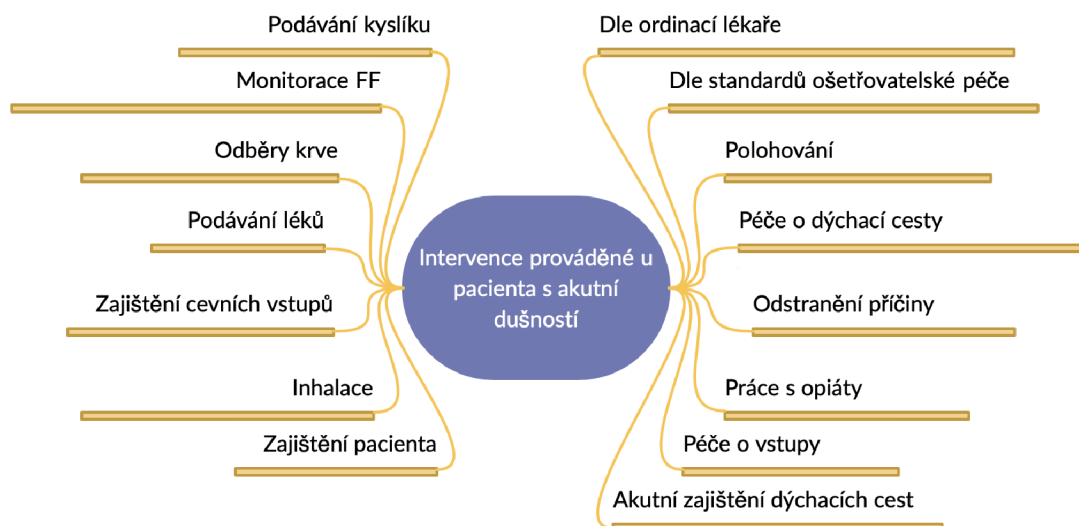 Podávání kyslíku
Monitorace FF
Odběry krve
Podávání léků
Zajištění cevních vstupů
Inhalace
Zajištění pacienta
Intervence prováděné u
pacienta s akutní
dušností
Dle ordinací lékaře
Dle standardů ošetřovatelské péče
Polohování
Péče o dýchací cesty
Odstranění příčiny
Práce s opiáty
Péče o vstupy
Akutní zajištění dýchacích cest